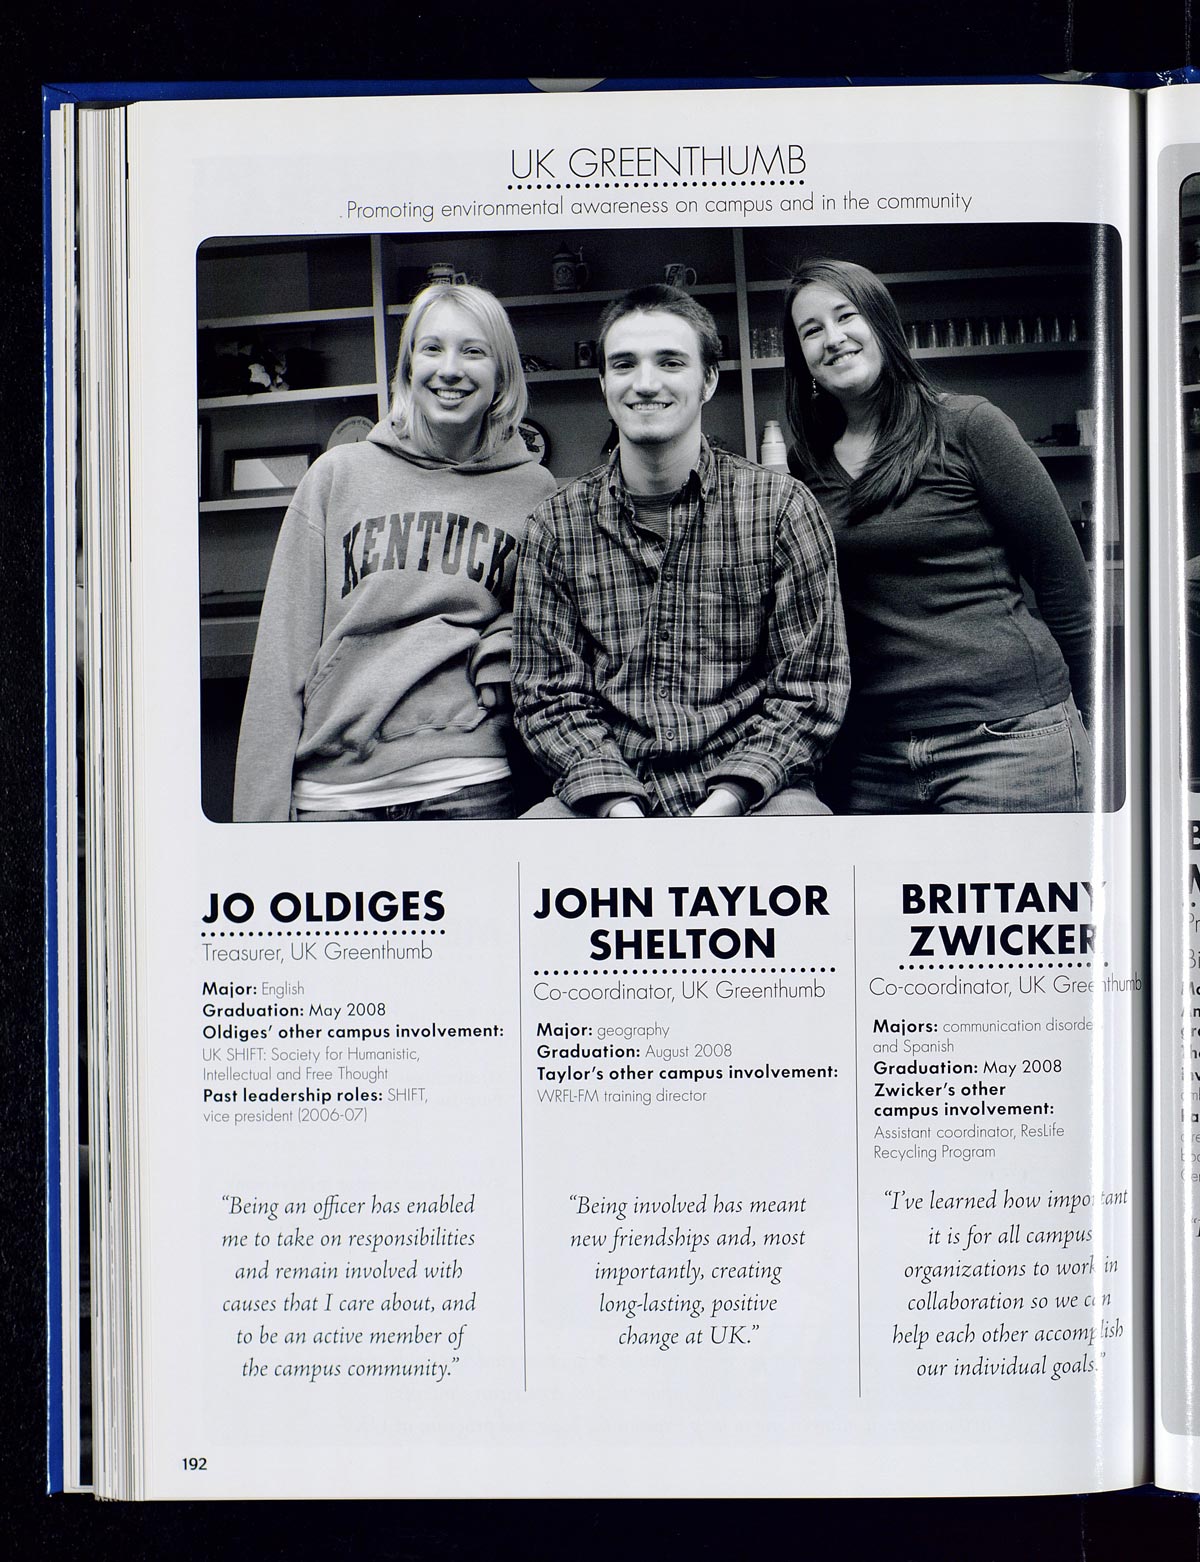 UK GREENTHUMB
Promoting environmental awareness on campus and in the community
KENTUCK
JO OLDIGES
Treasurer, UK Greenthumb
Major: English
Graduation: May 2008
Oldiges' other campus involvement:
UK SHIFT: Society for Humanistic,
Intellectual and Free Thought
Past leadership roles: SHIFT,
vice president (2006-07)
"Being an officer has enabled
me to take on responsibilities
and remain involved with
causes that I care about, and
to be an active member of
the campus community."
JOHN TAYLOR
SHELTON
Co-coordinator, UK Greenthumb
Major: geography
Graduation: August 2008
Taylor's other campus involvement:
WRFL-FM training director
"Being involved has meant
new friendships and, most
importantly, creating
long-lasting, positive
change at UK."
BRITTANY
ZWICKER
Co-coordinator, UK Greenthumb
Majors: communication disorde
and Spanish
Graduation: May 2008
Zwicker's other
campus involvement:
Assistant coordinator, ResLife
Recycling Program
"I've learned how important
it is for all campus
organizations to work in
collaboration so we can
help each other accomplish
our individual goals."
192